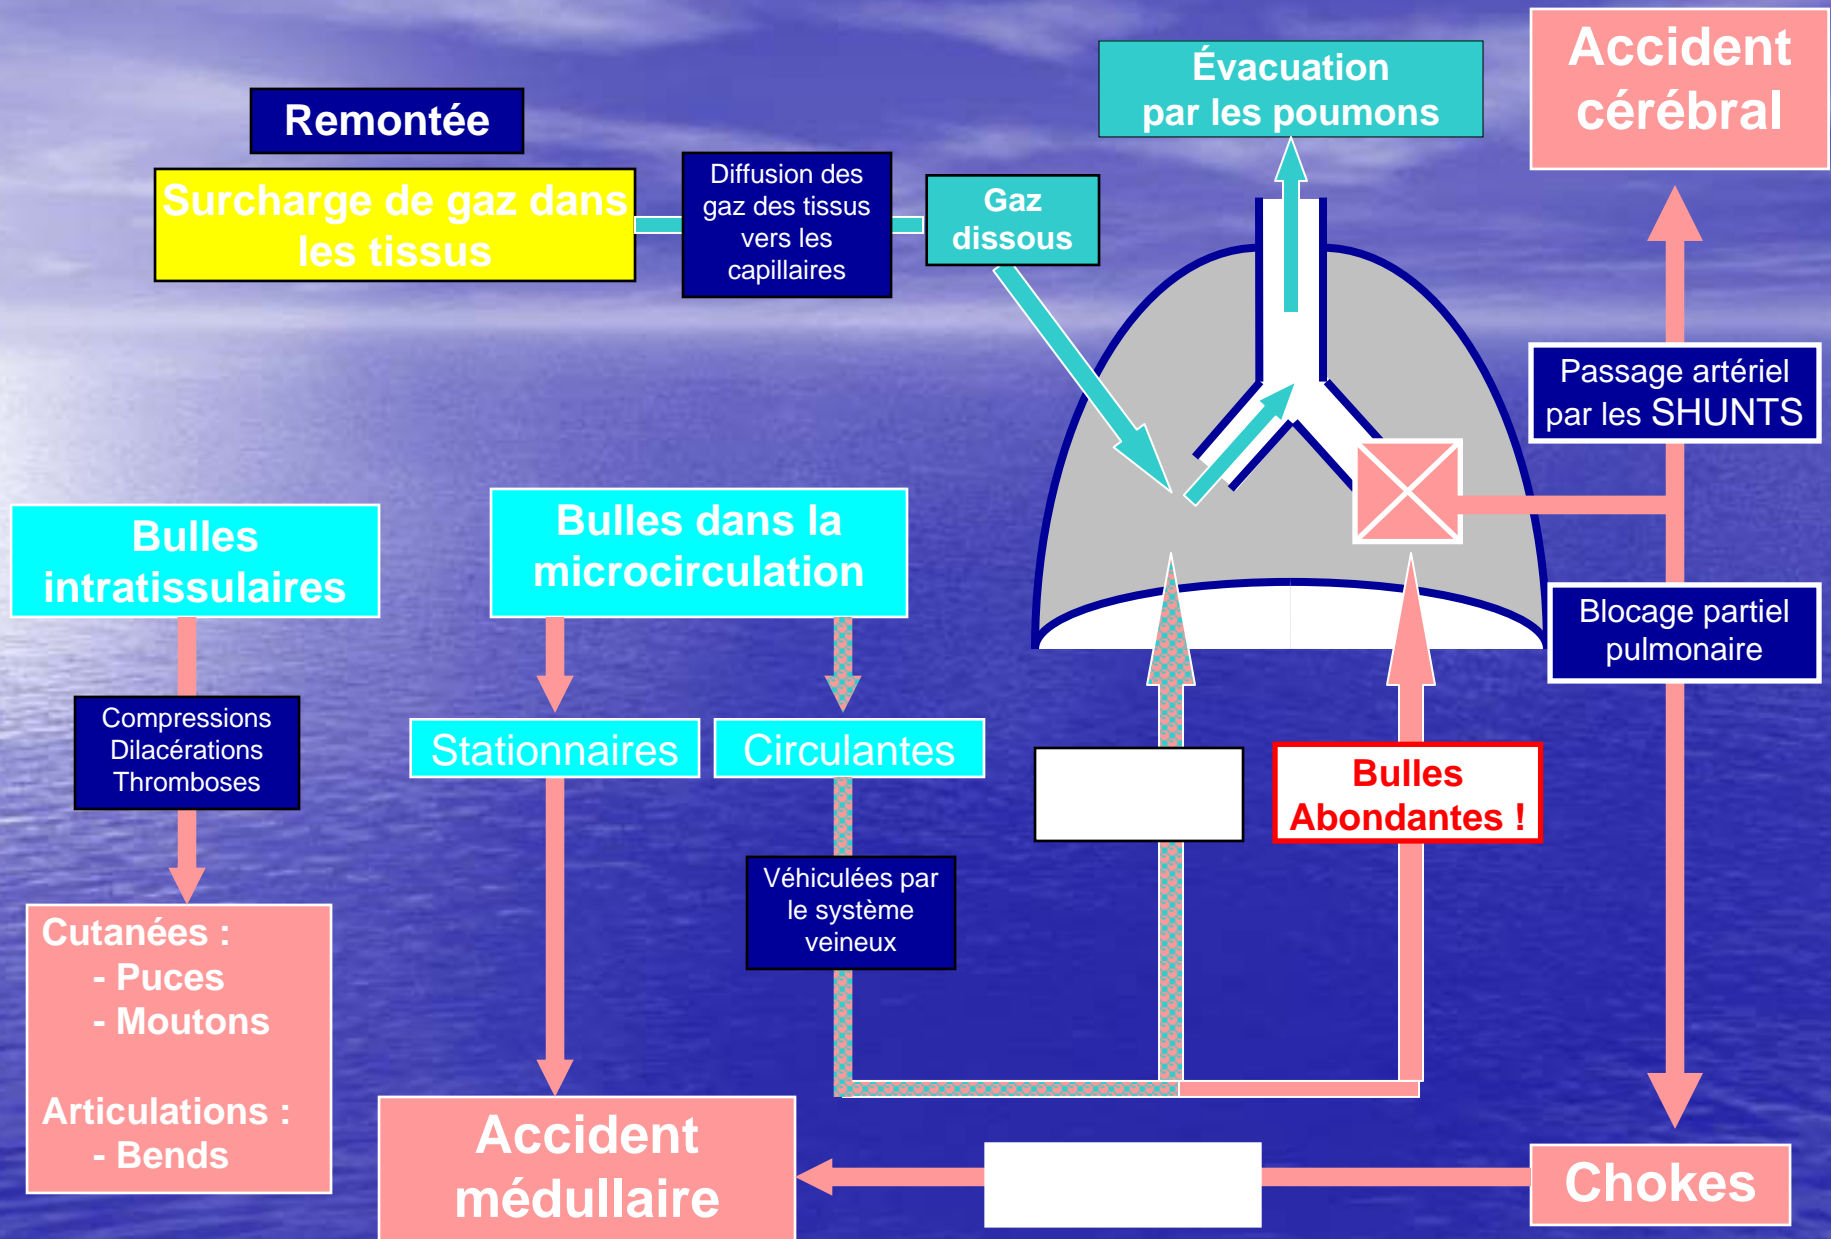 Remontée
Surcharge de gaz dans
les tissus
Diffusion des
gaz des tissus
vers les
capillaires
Gaz
dissous
Évacuation
par les poumons
Accident
cérébral
Passage artériel
par les SHUNTS
Blocage partiel
pulmonaire
Bulles
intratissulaires
Bulles dans la
microcirculation
Compressions
Dilacérations
Thromboses
Stationnaires
Circulantes
Bulles
Abondantes !
Véhiculées par
le système
veineux
Cutanées :
- Puces
- Moutons
Articulations :
- Bends
Accident
médullaire
Chokes